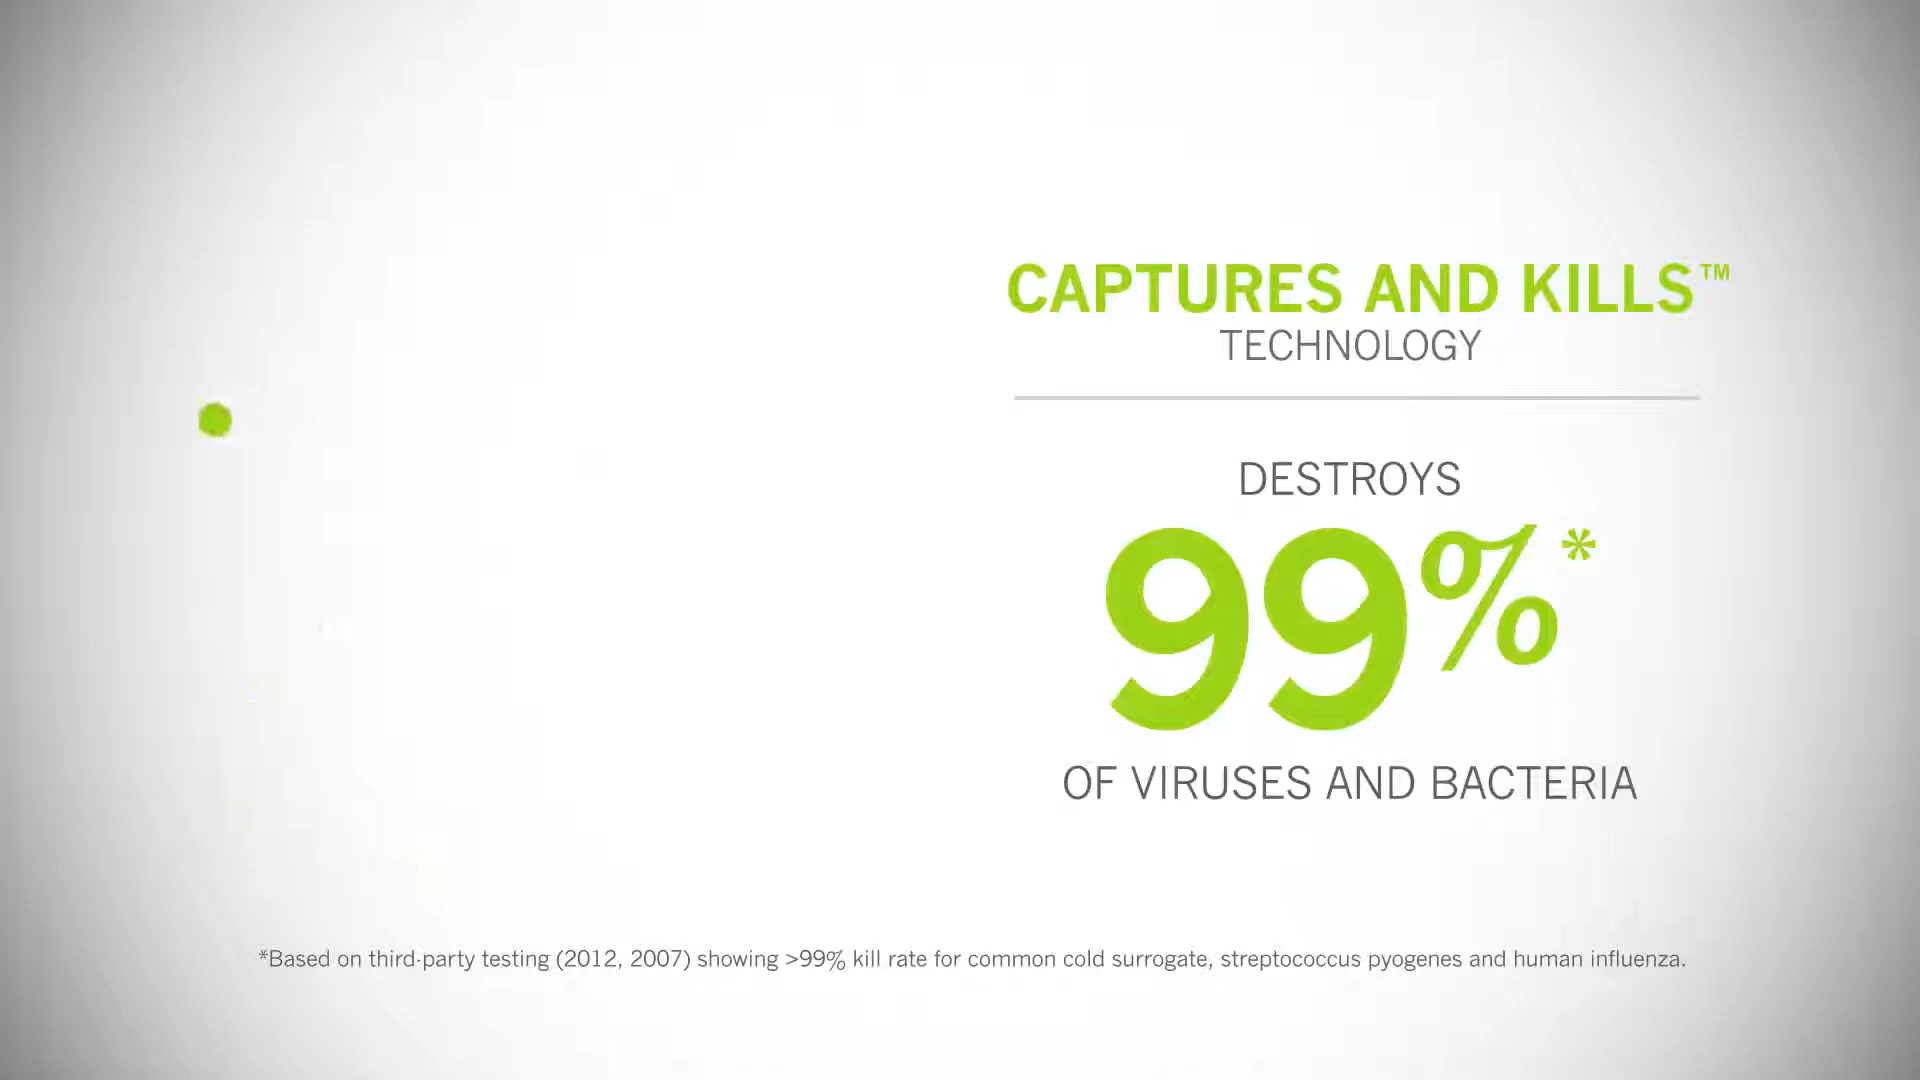 CAPTURES AND KILLS™
TECHNOLOGY
DESTROYS
99%*
OF VIRUSES AND BACTERIA
*Based on third-party testing (2012, 2007) showing >99% kill rate for common cold surrogate, streptococcus pyogenes and human influenza.